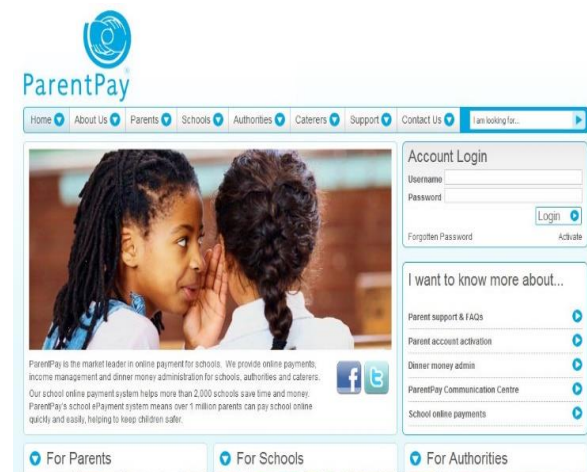 ParentPay
Home About Us Parents Schools Authorities Caterers Support Contact Us I am looking for...
Account Login
Username
Password
Login
Forgotten Password Activate
I want to know more about...
Parent support & FAQs
Parent account activation
Dinner money admin
ParentPay Communication Centre
School online payments
ParentPay is the market leader in online payment for schools. We provide online payments,
income management and dinner money administration for schools, authorities and caterers.
Our school online payment system helps more than 2,000 schools save time and money.
ParentPay's school ePayment system means over 1 million parents can pay school online
quickly and easily, helping to keep children safer.
For Parents For Schools For Authorities